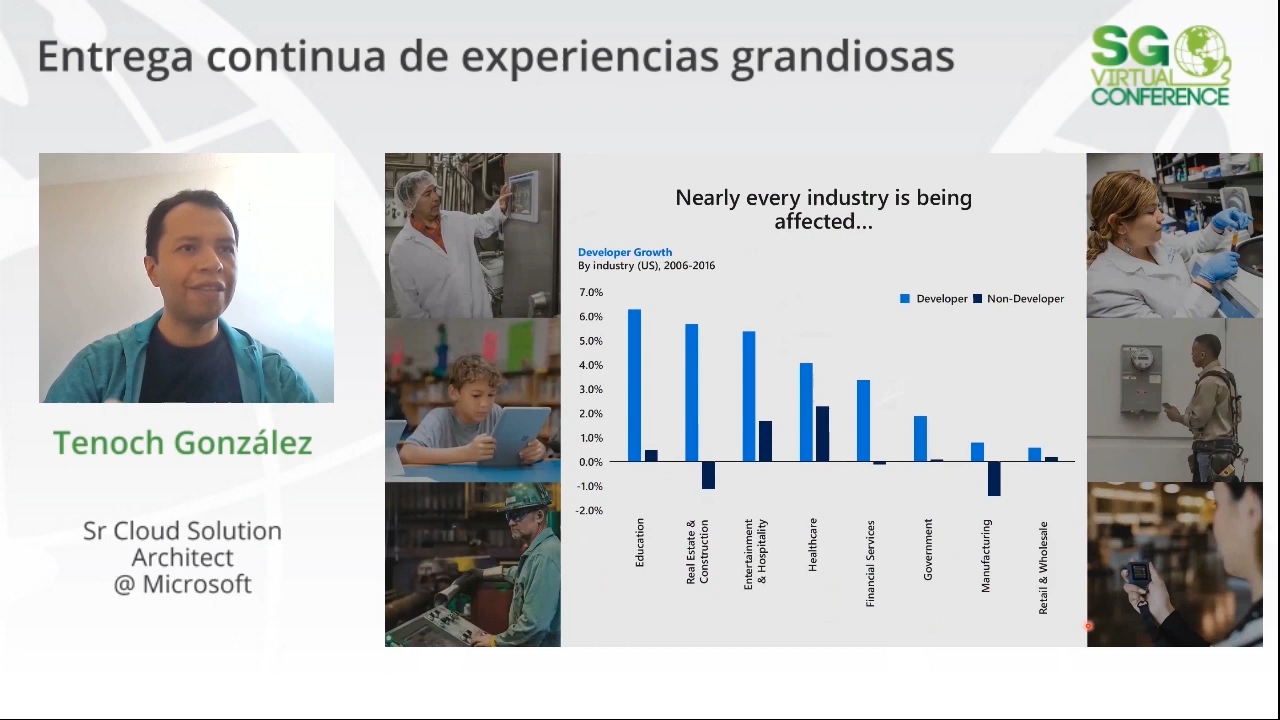 Entrega continua de experiencias grandiosas
SG
VIRTUAL
CONFERENCE
Tenoch González
Sr Cloud Solution
Architect
@ Microsoft
Nearly every industry is being
affected...
Developer Growth
By industry (US), 2006-2016
Developer
Non-Developer
7.0%
6.0%
5.0%
4.0%
3.0%
2.0%
1.0%
0.0%
-1.0%
-2.0%
Education
Real Estate &
Construction
Entertainment
& Hospitality
Healthcare
Financial Services
Government
Manufacturing
Retail & Wholesale